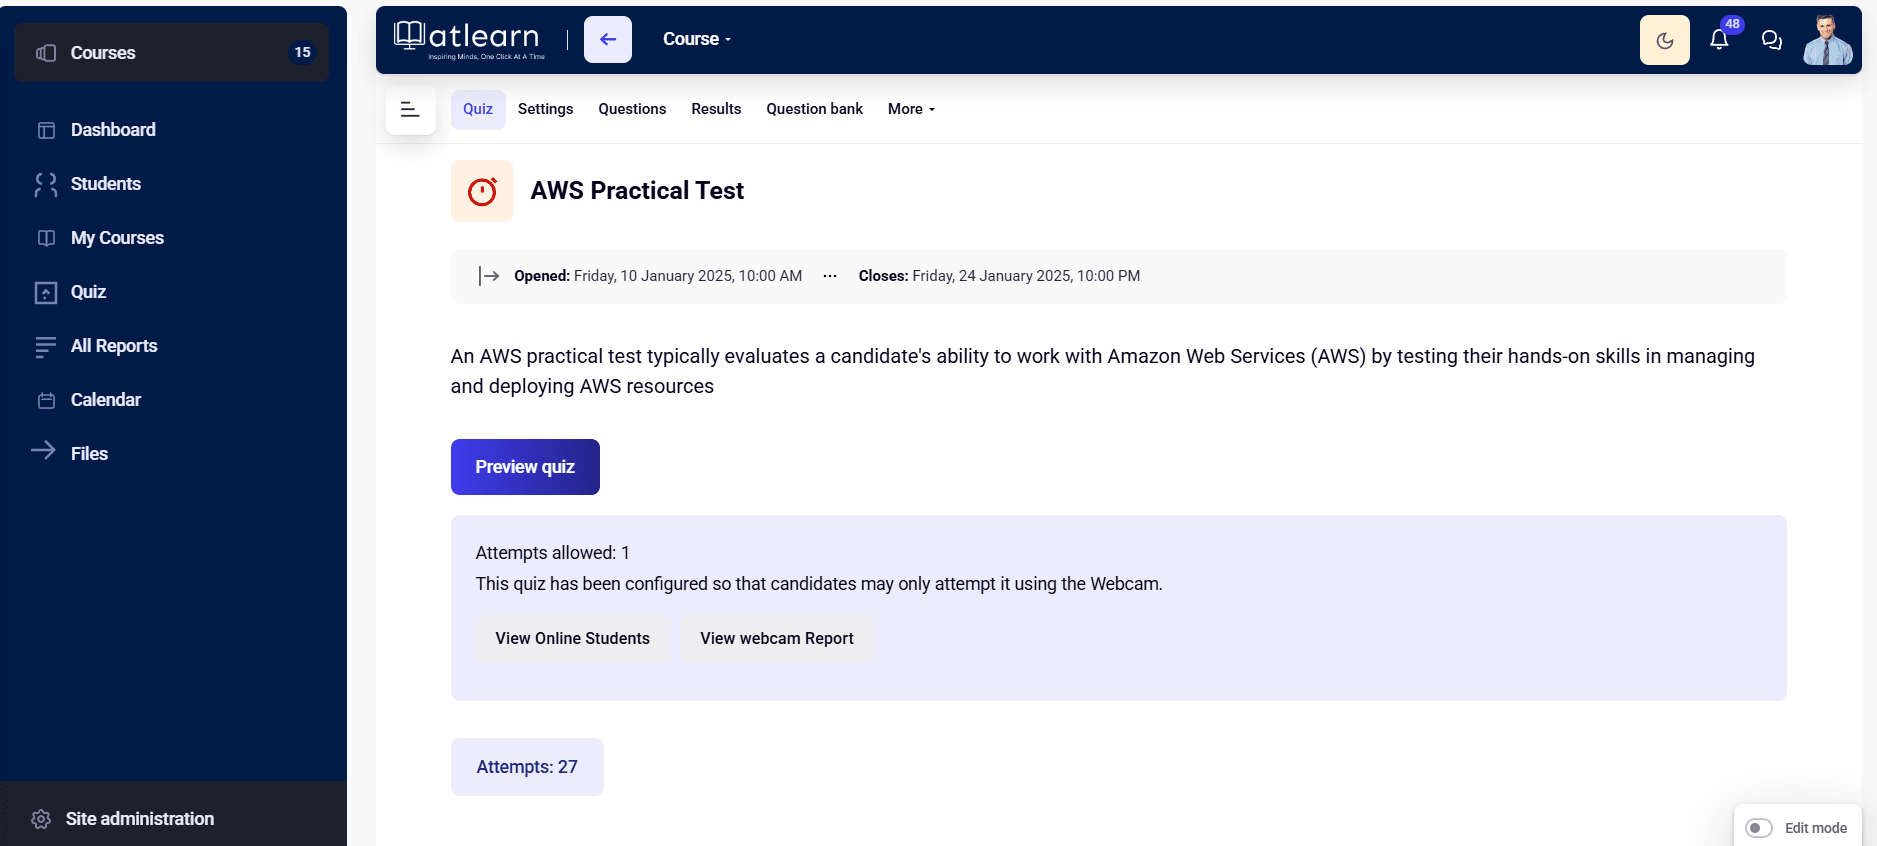 Courses 15
Dashboard
Students
My Courses
Quiz
All Reports
Calendar
Files
Site administration
atlearn
Inspiring Minds, One Click At A Time
Course
48
Quiz Settings Questions Results Question bank More
AWS Practical Test
Opened: Friday, 10 January 2025, 10:00 AM ··· Closes: Friday, 24 January 2025, 10:00 PM
An AWS practical test typically evaluates a candidate's ability to work with Amazon Web Services (AWS) by testing their hands-on skills in managing
and deploying AWS resources
Preview quiz
Attempts allowed: 1
This quiz has been configured so that candidates may only attempt it using the Webcam.
View Online Students View webcam Report
Attempts: 27
Edit mode